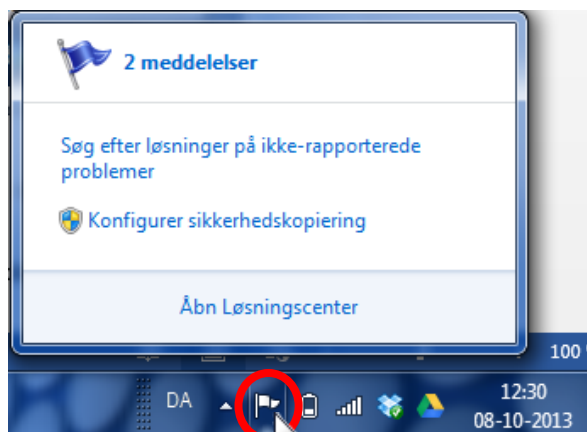 2 meddelelser
Søg efter løsninger på ikke-rapporterede
problemer
Konfigurer sikkerhedskopiering
Åbn Løsningscenter
100
DA
12:30
08-10-2013